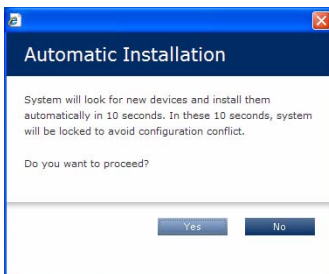 Automatic Installation
System will look for new devices and install them
automatically in 10 seconds. In these 10 seconds, system
will be locked to avoid configuration conflict.
Do you want to proceed?
Yes No